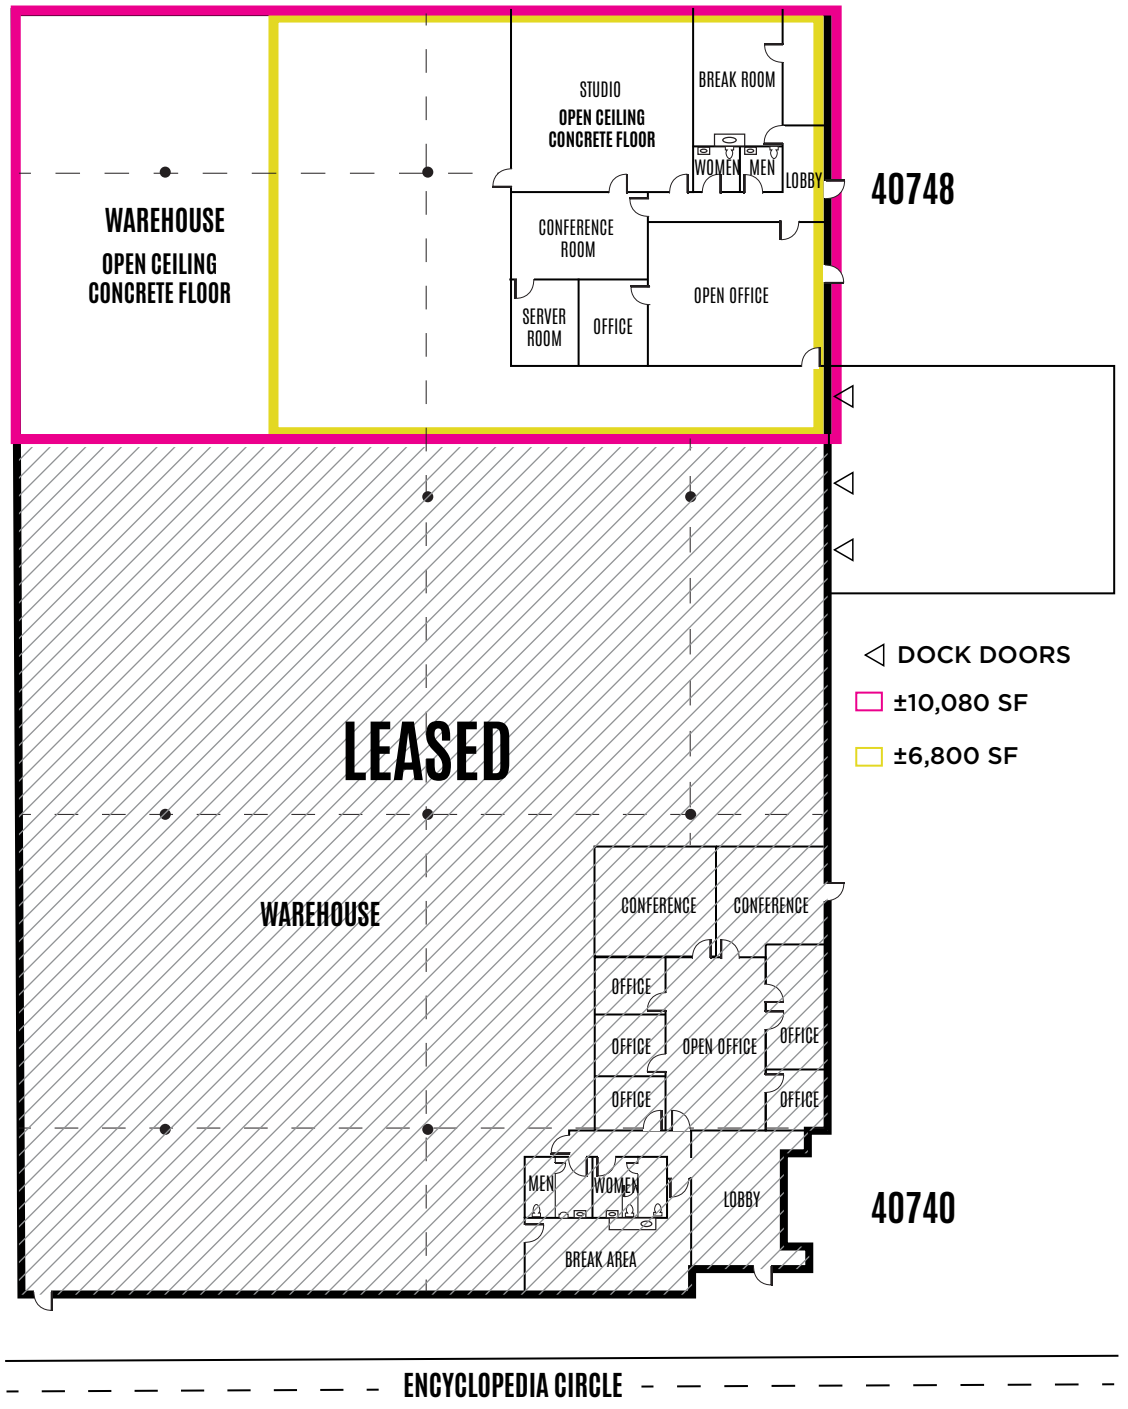 STUDIO
OPEN CEILING
CONCRETE FLOOR
BREAK ROOM
WOMEN
MEN
LOBBY
40748
WAREHOUSE
OPEN CEILING
CONCRETE FLOOR
CONFERENCE
ROOM
OPEN OFFICE
SERVER
ROOM
OFFICE
DOCK DOORS
±10,080 SF
±6,800 SF
LEASED
WAREHOUSE
CONFERENCE
CONFERENCE
OFFICE
OFFICE
OPEN OFFICE
OFFICE
OFFICE
OFFICE
MEN
WOMEN
LOBBY
40740
BREAK AREA
ENCYCLOPEDIA CIRCLE